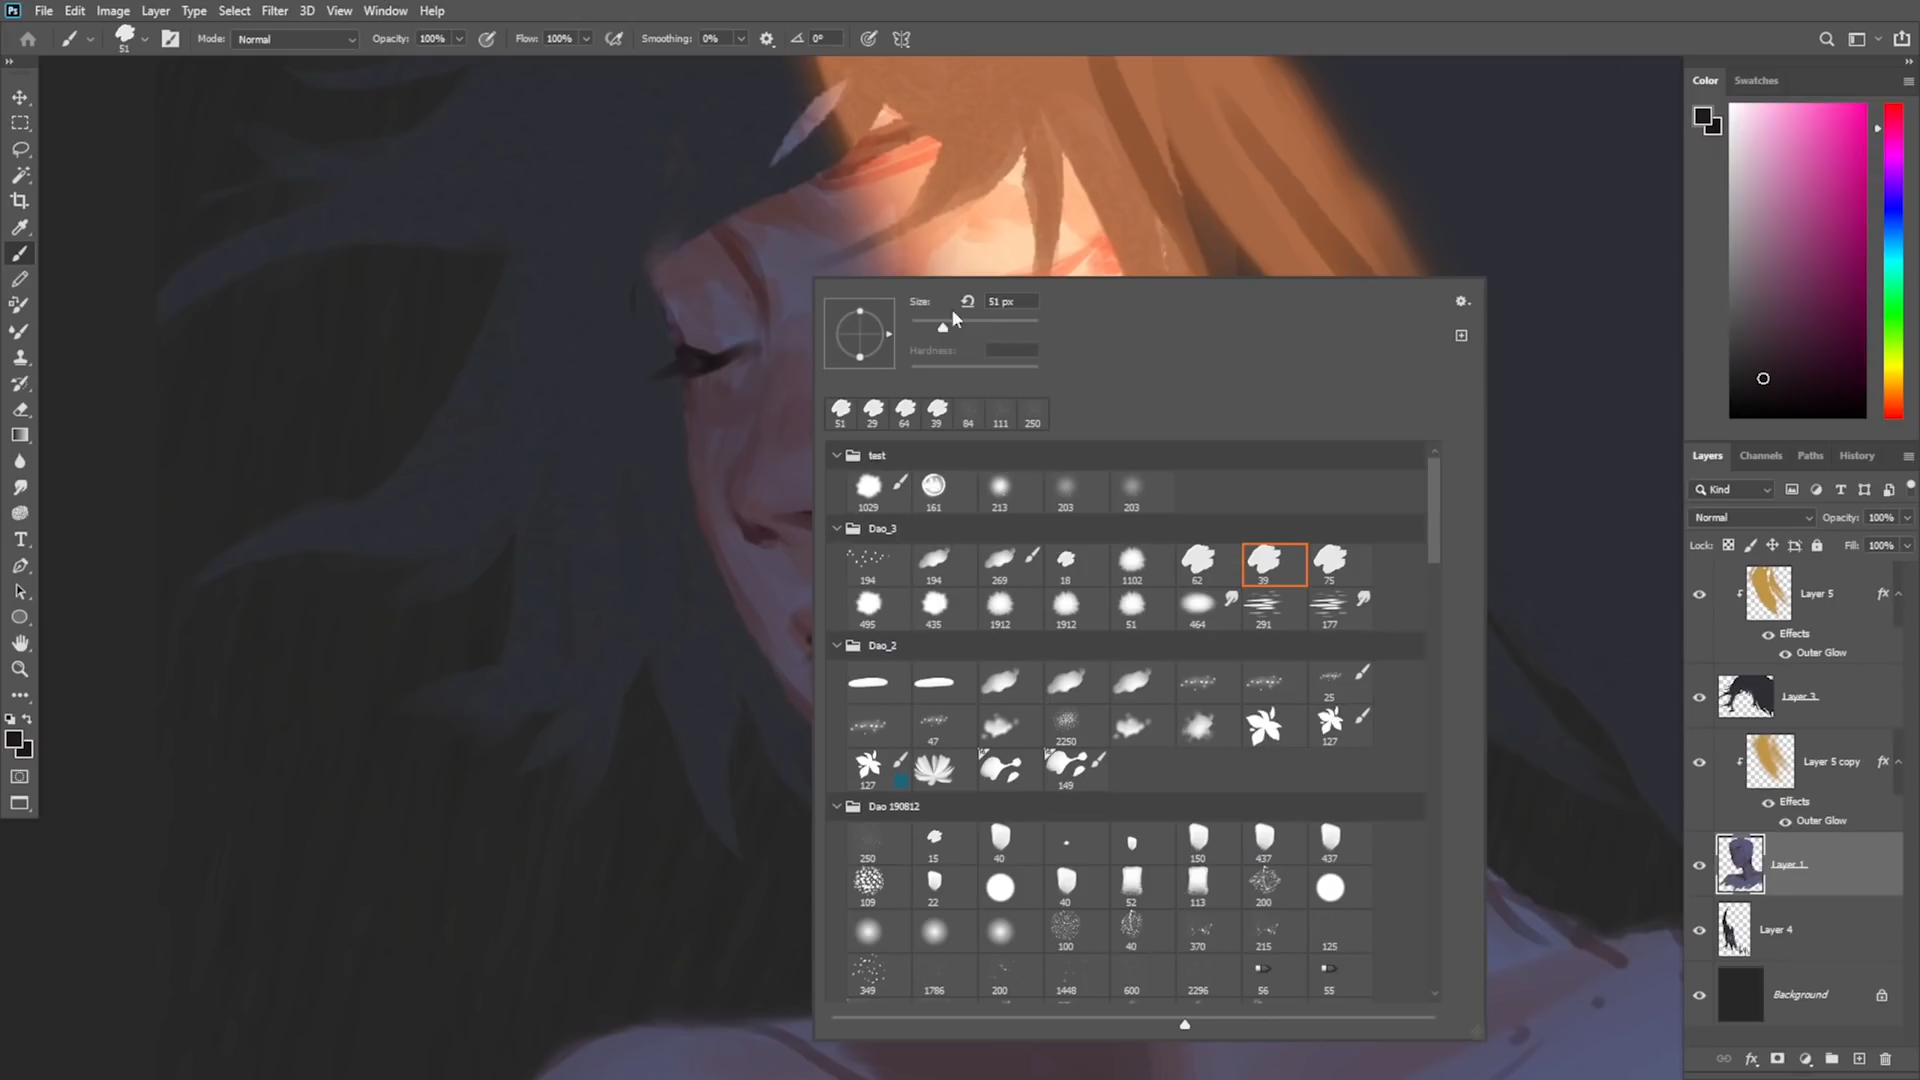 Ps File Edit Image Layer Type Select Filter 3D View Window Help
51 Mode: Normal Opacity: 100% Flow: 100% Smoothing: 0% 0°
Color Swatches
Size: 51 px
Hardness:
51 29 64 39 84 111 250
test
1029 161 213 203 203
Dao_3
194 194 269 18 1102 62 39 75
495 435 1912 1912 51 464 291 177
Dao_2
25
47 2250 127
127 149
Dao 190812
250 15 40 150 437 437
109 22 40 52 113 200
100 40 370 215 125
349 1786 200 1448 600 2296 56 55
Layers Channels Paths History
Kind
Normal Opacity: 100%
Lock: Fill: 100%
Layer 5 fx
Effects
Outer Glow
Layer 3
Layer 5 copy fx
Effects
Outer Glow
Layer 1
Layer 4
Background
fx